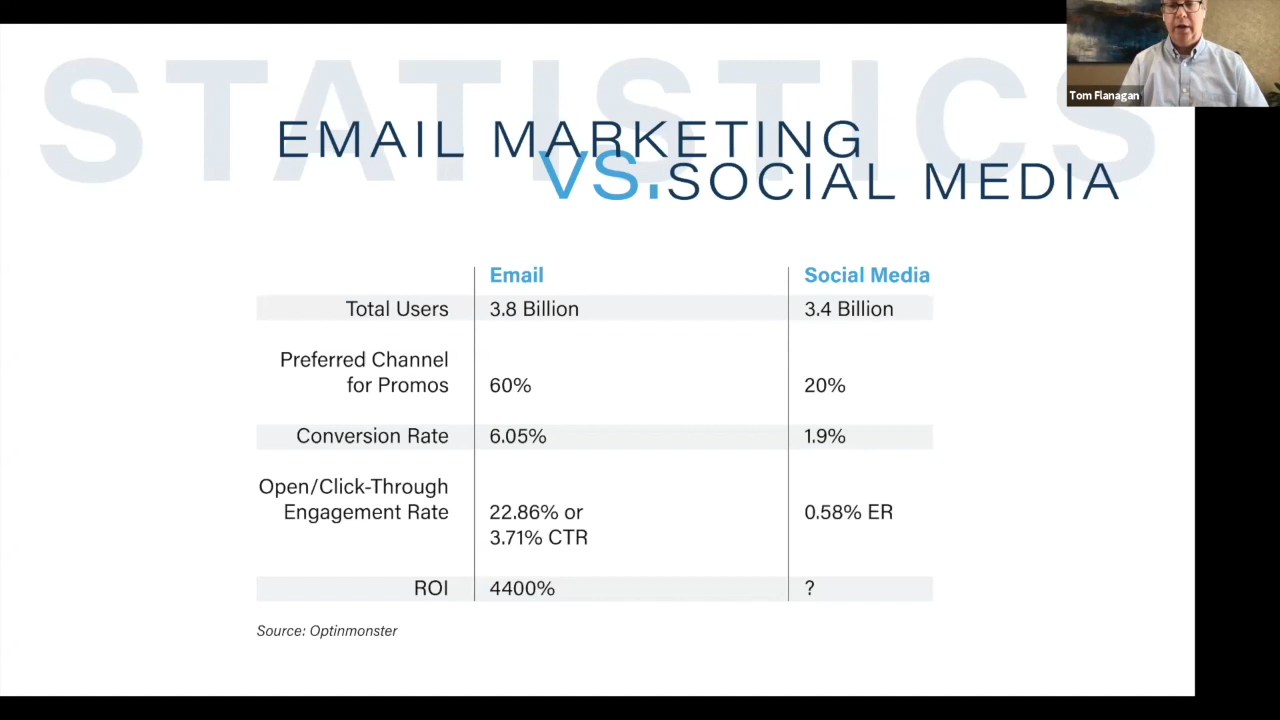 STATISTICS
EMAIL MARKETING
VS. SOCIAL MEDIA
Tom Flanagan
Email Social Media
Total Users 3.8 Billion 3.4 Billion
Preferred Channel
for Promos 60% 20%
Conversion Rate 6.05% 1.9%
Open/Click-Through
Engagement Rate 22.86% or 0.58% ER
3.71% CTR
ROI 4400% ?
Source: Optinmonster